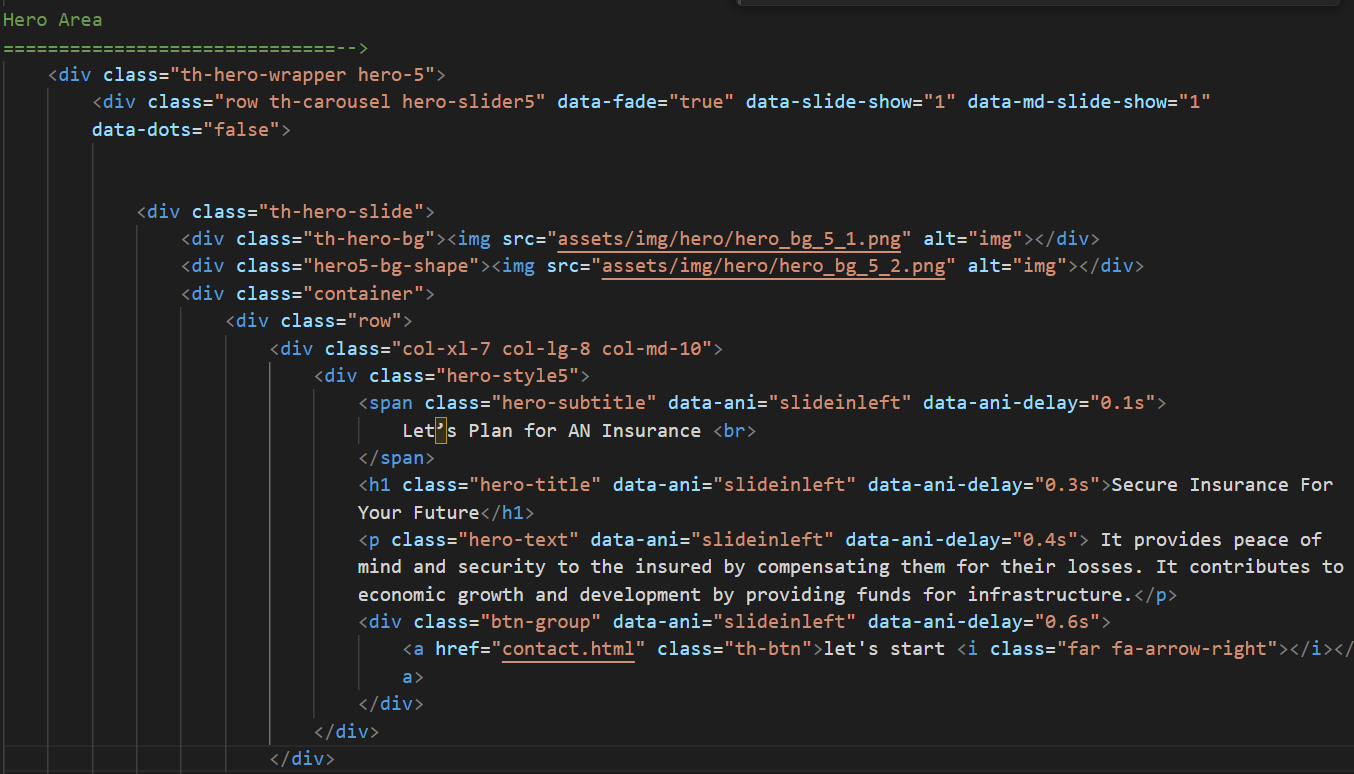 Hero Area
==============================-->
<div class="th-hero-wrapper hero-5">
<div class="row th-carousel hero-slider5" data-fade="true" data-slide-show="1" data-md-slide-show="1"
data-dots="false">
<div class="th-hero-slide">
<div class="th-hero-bg"><img src="assets/img/hero/hero_bg_5_1.png" alt="img"></div>
<div class="hero5-bg-shape"><img src="assets/img/hero/hero_bg_5_2.png" alt="img"></div>
<div class="container">
<div class="row">
<div class="col-xl-7 col-lg-8 col-md-10">
<div class="hero-style5">
<span class="hero-subtitle" data-ani="slideinleft" data-ani-delay="0.1s">
Let’s Plan for AN Insurance <br>
</span>
<h1 class="hero-title" data-ani="slideinleft" data-ani-delay="0.3s">Secure Insurance For
Your Future</h1>
<p class="hero-text" data-ani="slideinleft" data-ani-delay="0.4s"> It provides peace of
mind and security to the insured by compensating them for their losses. It contributes to
economic growth and development by providing funds for infrastructure.</p>
<div class="btn-group" data-ani="slideinleft" data-ani-delay="0.6s">
<a href="contact.html" class="th-btn">let's start <i class="far fa-arrow-right"></i></
a>
</div>
</div>
</div>